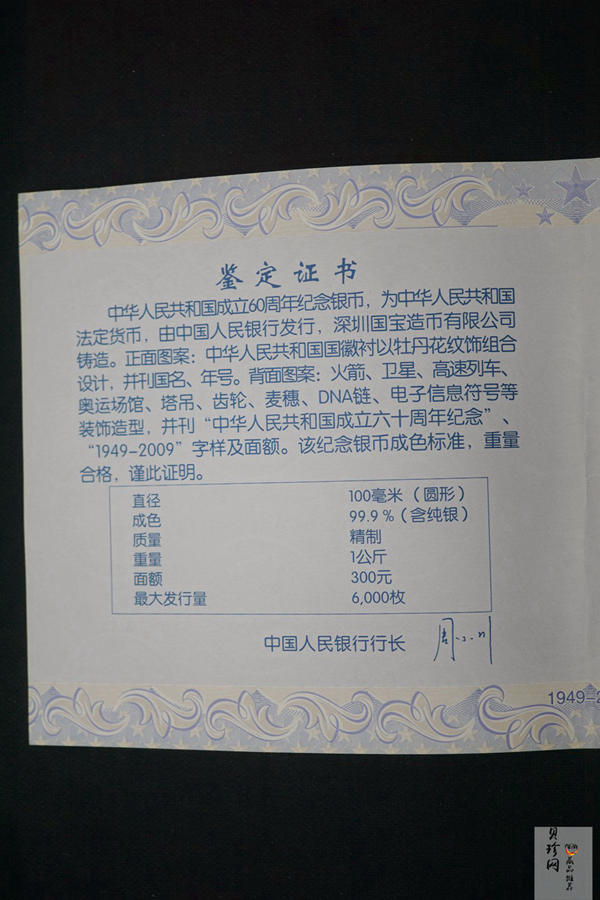 鉴定证书
中华人民共和国成立60周年纪念银币，为中华人民共和国
法定货币，由中国人民银行发行，深圳国宝造币有限公司
铸造。正面图案：中华人民共和国国徽衬以牡丹花纹饰组合
设计，并刊国名、年号。背面图案：火箭、卫星、高速列车、
奥运场馆、塔吊、齿轮、麦穗、DNA链、电子信息符号等
装饰造型，并刊“中华人民共和国成立六十周年纪念”、
“1949-2009”字样及面额。该纪念银币成色标准，重量
合格，谨此证明。
直径 100毫米（圆形）
成色 99.9%（含纯银）
质量 精制
重量 1公斤
面额 300元
最大发行量 6,000枚
中国人民银行行长 周小川
1949-2
贝珍网
藏品推荐